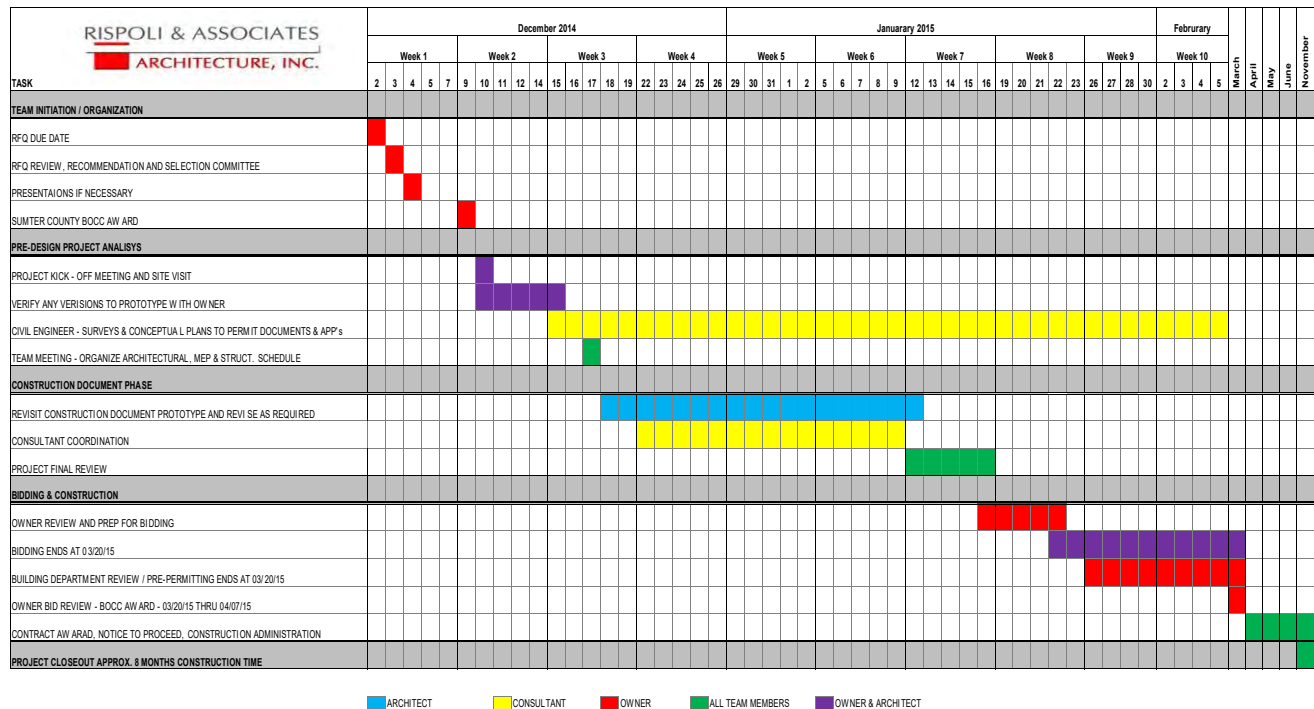 RISPOLI & ASSOCIATES
ARCHITECTURE, INC.
December 2014 Januarary 2015 Februrary
Week 1 Week 2 Week 3 Week 4 Week 5 Week 6 Week 7 Week 8 Week 9 Week 10 March April May June November
TASK 2 3 4 5 7 9 10 11 12 14 15 16 17 18 19 22 23 24 25 26 29 30 31 1 2 5 6 7 8 9 12 13 14 15 16 19 20 21 22 23 26 27 28 30 2 3 4 5
TEAM INITIATION / ORGANIZATION
RFQ DUE DATE
RFQ REVIEW, RECOMMENDATION AND SELECTION COMMITTEE
PRESENTAIONS IF NECESSARY
SUMTER COUNTY BOCC AW ARD
PRE-DESIGN PROJECT ANALISYS
PROJECT KICK - OFF MEETING AND SITE VISIT
VERIFY ANY VERISIONS TO PROTOTYPE W ITH OWNER
CIVIL ENGINEER - SURVEYS & CONCEPTUA L PLANS TO PERM IT DOCUMENTS & APP's
TEAM MEETING - ORGANIZE ARCHITECTURAL, MEP & STRUCT. SCHEDULE
CONSTRUCTION DOCUMENT PHASE
REVISIT CONSTRUCTION DOCUMENT PROTOTYPE AND REVI SE AS REQUIRED
CONSULTANT COORDINATION
PROJECT FINAL REVIEW
BIDDING & CONSTRUCTION
OWNER REVIEW AND PREP FOR BIDDING
BIDDING ENDS AT 03/20/15
BUILDING DEPARTMENT REVIEW / PRE-PERMITTING ENDS AT 03/20/15
OWNER BID REVIEW - BOCC AW ARD - 03/20/15 THRU 04/07/15
CONTRACT AW ARAD, NOTICE TO PROCEED, CONSTRUCTION ADMINISTRATION
PROJECT CLOSEOUT APPROX. 8 MONTHS CONSTRUCTION TIME
ARCHITECT CONSULTANT OWNER ALL TEAM MEMBERS OWNER & ARCHITECT